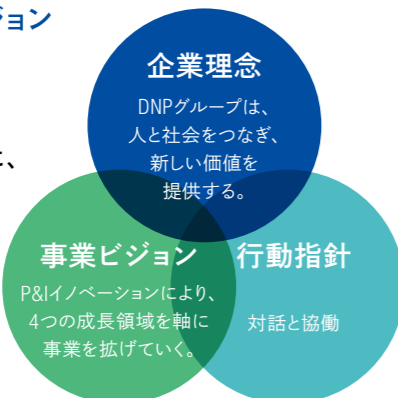 ジョン
企業理念
DNPグループは、
人と社会をつなぎ、
新しい価値を
提供する。
、
事業ビジョン
P&Iイノベーションにより、
4つの成長領域を軸に
事業を拡げていく。
行動指針
対話と協働